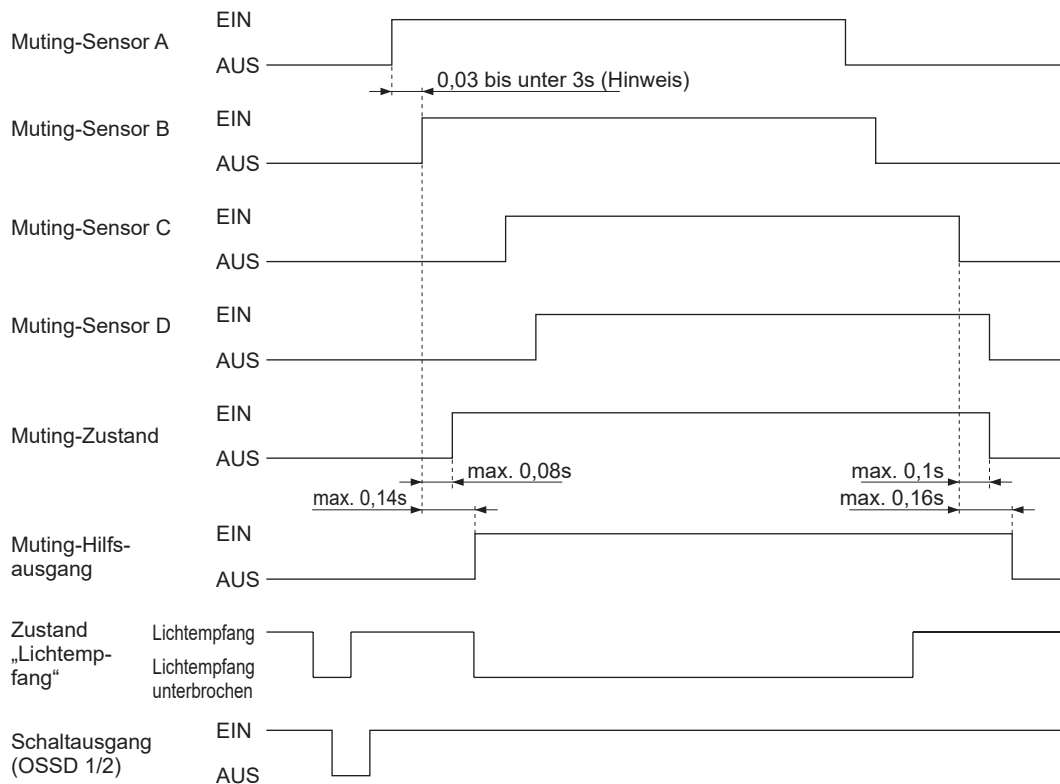 EIN
Muting-Sensor A
AUS
0,03 bis unter 3s (Hinweis)
EIN
Muting-Sensor B
AUS
EIN
Muting-Sensor C
AUS
EIN
Muting-Sensor D
AUS
EIN
Muting-Zustand
AUS
max. 0,08s
max. 0,1s
max. 0,14s
max. 0,16s
EIN
Muting-Hilfs-
ausgang
AUS
Zustand
„Lichtemp-
fang“
Lichtempfang
Lichtempfang
unterbrochen
EIN
Schaltausgang
(OSSD 1/2)
AUS